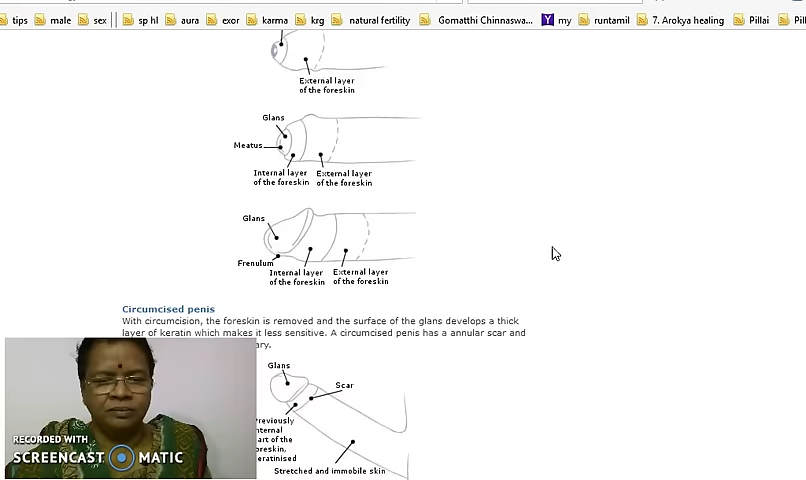 tips male sex sp hl aura exor karma krg natural fertility Gomatthi Chinnaswa... my runtamil 7. Arokya healing Pillai Pil
External layer
of the foreskin
Glans
Meatus
Internal layer External layer
of the foreskin of the foreskin
Glans
Frenulum
Internal layer External layer
of the foreskin of the foreskin
Circumcised penis
With circumcision, the foreskin is removed and the surface of the glans develops a thick
layer of keratin which makes it less sensitive. A circumcised penis has a annular scar and
ary.
Glans
Scar
Previously
nternal
art of the
oreskin,
eratinised
Stretched and immobile skin
RECORDED WITH
SCREENCAST MATIC